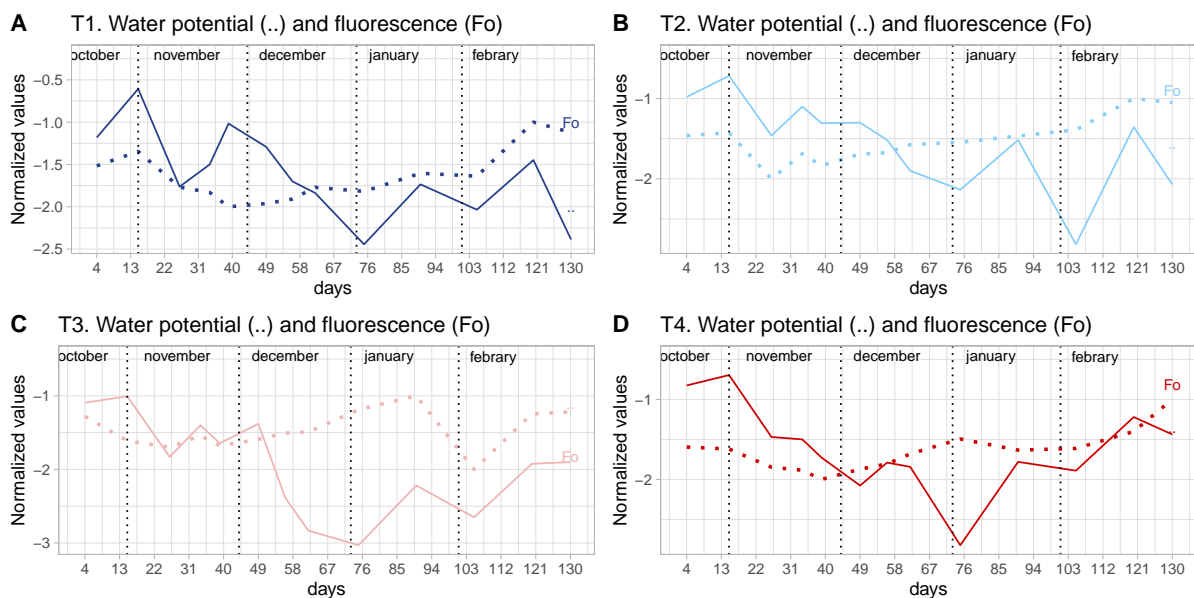 A T1. Water potential (..) and fluorescence (Fo)
october november december january febrary
Normalized values
−0.5
−1.0
−1.5
−2.0
−2.5
Fo
..
4 13 22 31 40 49 58 67 76 85 94 103 112 121 130
days
B T2. Water potential (..) and fluorescence (Fo)
october november december january febrary
Normalized values
−1
−2
Fo
..
4 13 22 31 40 49 58 67 76 85 94 103 112 121 130
days
C T3. Water potential (..) and fluorescence (Fo)
october november december january febrary
Normalized values
−1
−2
−3
..
Fo
4 13 22 31 40 49 58 67 76 85 94 103 112 121 130
days
D T4. Water potential (..) and fluorescence (Fo)
october november december january febrary
Normalized values
−1
−2
Fo
..
4 13 22 31 40 49 58 67 76 85 94 103 112 121 130
days